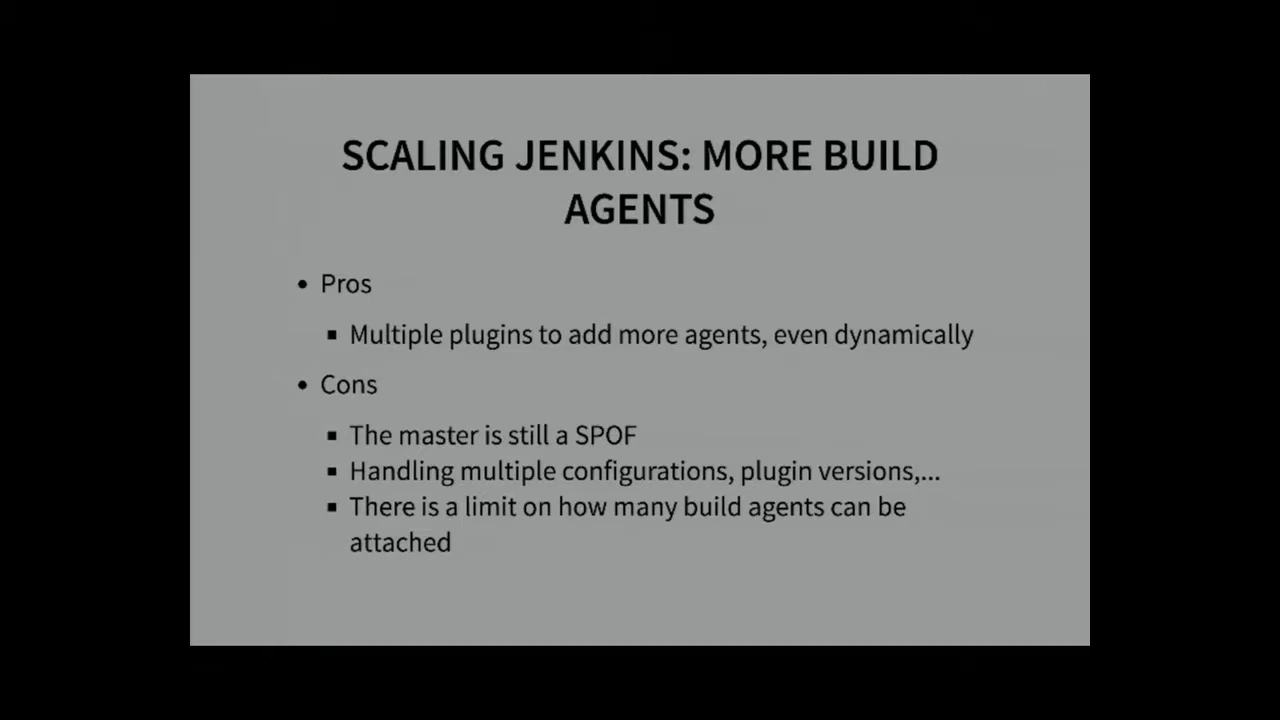 SCALING JENKINS: MORE BUILD
AGENTS
• Pros
▪ Multiple plugins to add more agents, even dynamically
• Cons
▪ The master is still a SPOF
▪ Handling multiple configurations, plugin versions,...
▪ There is a limit on how many build agents can be
attached